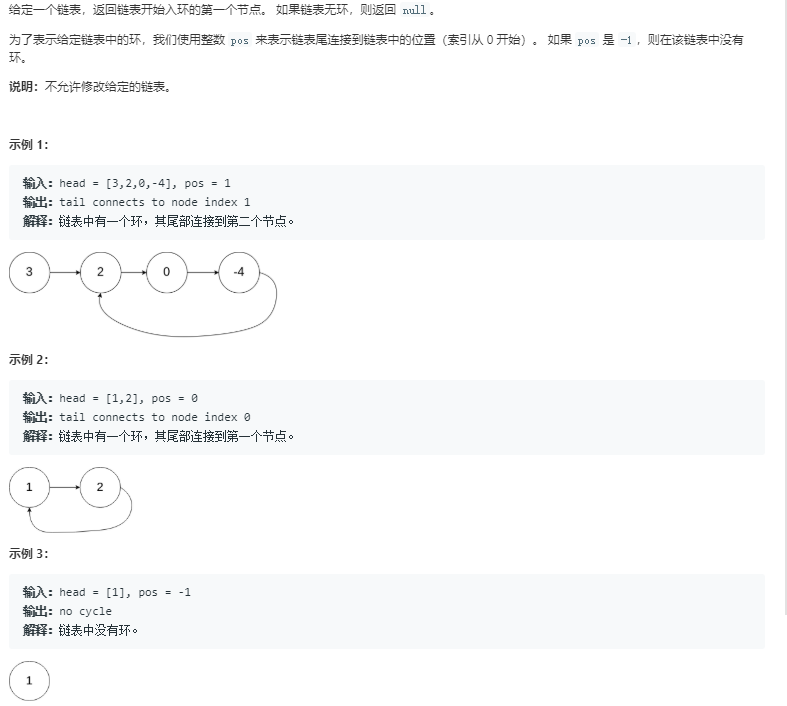 给定一个链表，返回链表开始入环的第一个节点。 如果链表无环，则返回 null。
为了表示给定链表中的环，我们使用整数 pos 来表示链表尾连接到链表中的位置（索引从 0 开始）。 如果 pos 是 -1，则在该链表中没有
环。
说明：不允许修改给定的链表。
示例 1：
输入：head = [3,2,0,-4], pos = 1
输出：tail connects to node index 1
解释：链表中有一个环，其尾部连接到第二个节点。
3 2 0 -4
示例 2：
输入：head = [1,2], pos = 0
输出：tail connects to node index 0
解释：链表中有一个环，其尾部连接到第一个节点。
1 2
示例 3：
输入：head = [1], pos = -1
输出：no cycle
解释：链表中没有环。
1